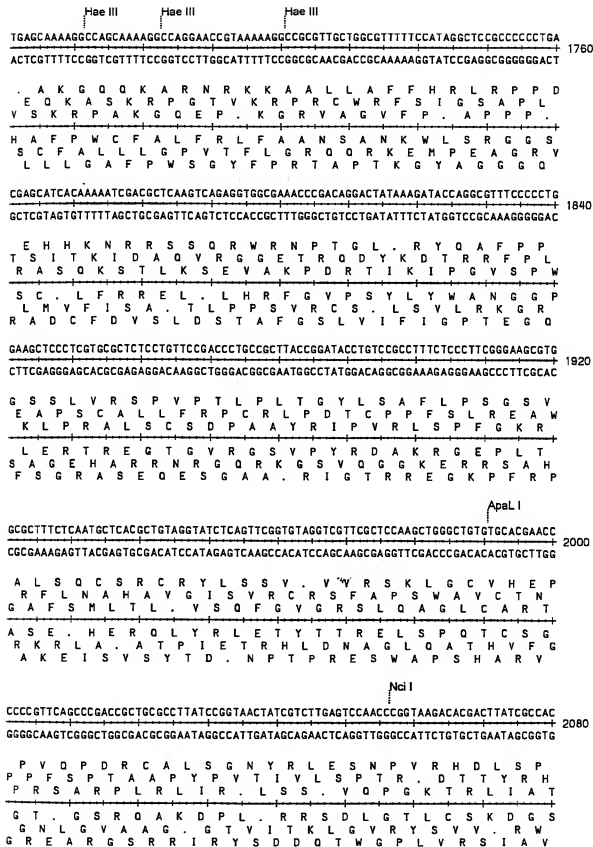 Hae III Hae III Hae III
TGAGCAAAAGGCCAGCAAAAGGCCAGGAACCGTAAAAAGGCCGCGTTGCTGGCGTTTTTCCATAGGCTCCGCCCCCCTGA
1760
ACTCGTTTTCCGGTCGTTTTCCGGTCCTTGGCATTTTTCCGGCGCAACGACCGCAAAAAGGTATCCGAGGCGGGGGGACT
. A K G Q Q K A R N R K K A A L L A F F H R L R P P D
E Q K A S K R P G T V K R P R C W R F S I G S A P L
V S K R P A K G Q E P . K G R V A G V F P . A P P P .
H A F P W C F A L F R L F A A N S A N K W L S R G G S
S C F A L L L G P V T F L G R Q Q R K E M P E A G R V
L L L G A F P W S G Y F P R T A P T K G Y A G G G Q
CGAGCATCACAAAAATCGACGCTCAAGTCAGAGGTGGCGAAACCCGACAGGACTATAAAGATACCAGGCGTTTCCCCCTG
1840
GCTCGTAGTGTTTTTAGCTGCGAGTTCAGTCTCCACCGCTTTGGGCTGTCCTGATATTTCTATGGTCCGCAAAGGGGGAC
E H H K N R R S S Q R W R N P T G L . R Y Q A F P P
T S I T K I D A Q V R G G E T R Q D Y K D T R R F P L
R A S Q K S T L K S E V A K P D R T I K I P G V S P W
S C . L F R R E L . L H R F G V P S Y L Y W A N G G P
L M V F I S A . T L P P S V R C S . L S V L R K G R
R A D C F D V S L D S T A F G S L V I F I G P T E G Q
GAAGCTCCCTCGTGCGCTCTCCTGTTCCGACCCTGCCGCTTACCGGATACCTGTCCGCCTTTCTCCCTTCGGGAAGCGTG
1920
CTTCGAGGGAGCACGCGAGAGGACAAGGCTGGGACGGCGAATGGCCTATGGACAGGCGGAAAGAGGGAAGCCCTTCGCAC
G S S L V R S P V P T L P L T G Y L S A F L P S G S V
E A P S C A L L F R P C R L P D T C P P F S L R E A W
K L P R A L S C S D P A A Y R I P V R L S P F G K R
L E R T R E G T G V R G S V P Y R D A K R G E P L T
S A G E H A R R N R G Q R K G S V Q G G K E R R S A H
F S G R A S E Q E S G A A . R I G T R R E G K P F R P
ApaL I
GCGCTTTCTCAATGCTCACGCTGTAGGTATCTCAGTTCGGTGTAGGTCGTTCGCTCCAAGCTGGGCTGTGTGCACGAACC
2000
CGCGAAAGAGTTACGAGTGCGACATCCATAGAGTCAAGCCACATCCAGCAAGCGAGGTTCGACCCGACACACGTGCTTGG
A L S Q C S R C R Y L S S V . V V R S K L G C V H E P
R F L N A H A V G I S V R C R S F A P S W A V C T N
G A F S M L T L . V S Q F G V G R S L Q A G L C A R T
A S E . H E R Q L Y R L E T Y T T R E L S P Q T C S G
R K R L A . A T P I E T R H L D N A G L Q A T H V F G
A K E I S V S Y T D . N P T P R E S W A P S H A R V
Nci I
CCCCGTTCAGCCCGACCGCTGCGCCTTATCCGGTAACTATCGTCTTGAGTCCAACCCGGTAAGACACGACTTATCGCCAC
2080
GGGGCAAGTCGGGCTGGCGACGCGGAATAGGCCATTGATAGCAGAACTCAGGTTGGGCCATTCTGTGCTGAATAGCGGTG
P V Q P D R C A L S G N Y R L E S N P V R H D L S P
P P F S P T A A P Y P V T I V L S P T R . D T T Y R H
P R S A R P L R L I R . L S S . V Q P G K T R L I A T
G T . G S R Q A K D P L . R R S D L G T L C S K D G S
G N L G V A A G . G T V I T K L G V R Y S V V . R W
G R E A R G S R R I R Y S D D Q T W G P L V R S I A V